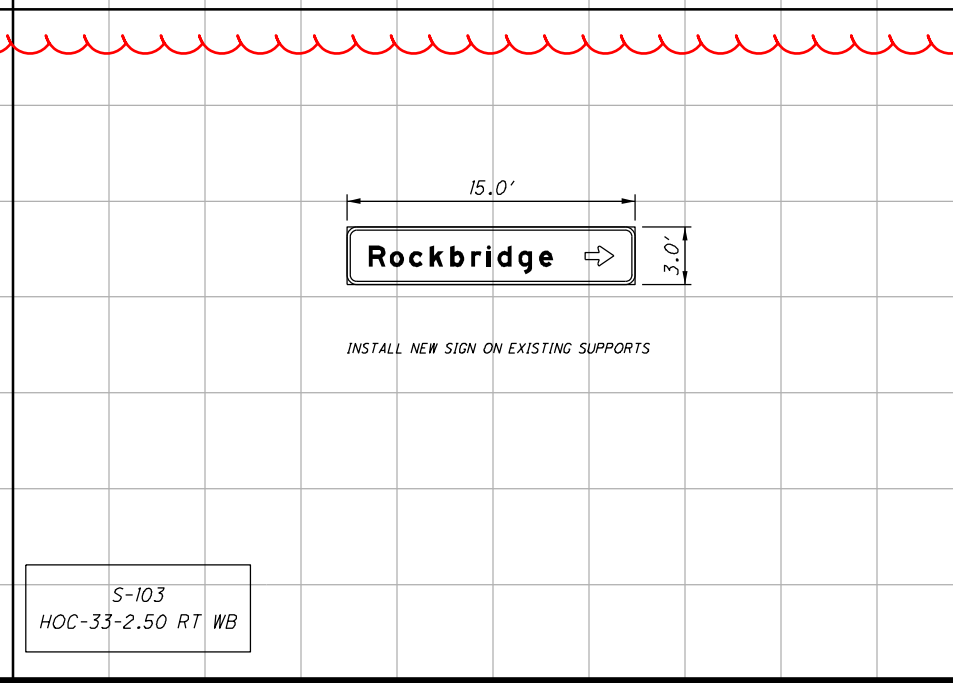 15.0'
Rockbridge
3.0'
INSTALL NEW SIGN ON EXISTING SUPPORTS
S-103
HOC-33-2.50 RT WB